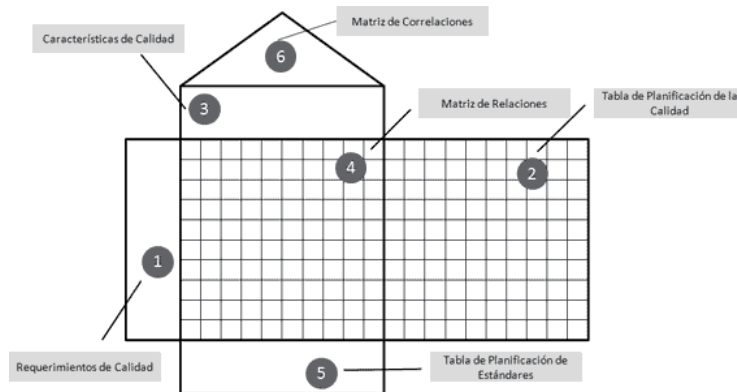 Matriz de Correlaciones
Características de Calidad
6
3
Matriz de Relaciones
Tabla de Planificación de la
Calidad
4
2
1
Requerimientos de Calidad
5
Tabla de Planificación de
Estándares